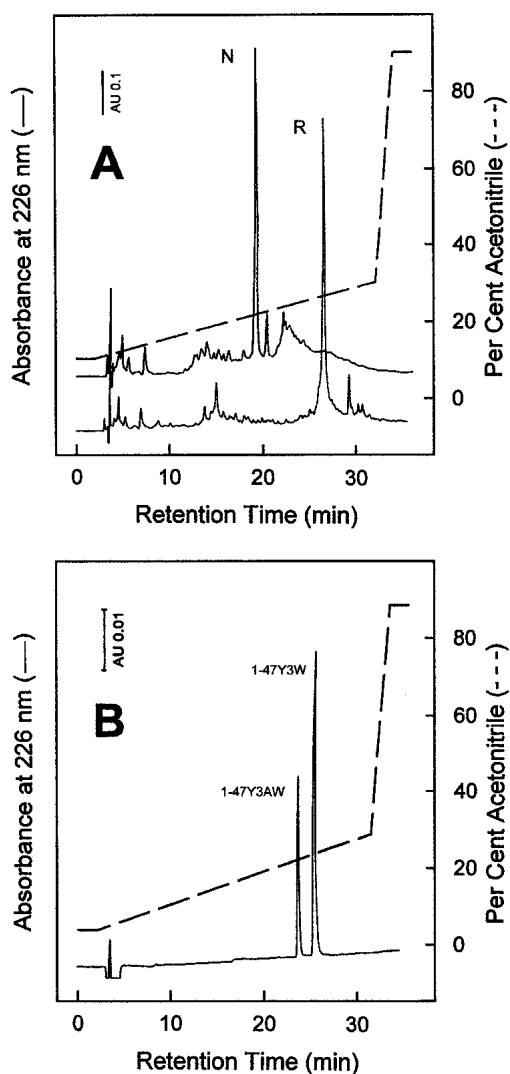 AU 0.1
A
N
R
80
60
40
20
0
Absorbance at 226 nm (—)
Per Cent Acetonitrile (- - -)
0 10 20 30
Retention Time (min)
AU 0.01
B
1-47Y3W
1-47Y3AW
80
60
40
20
0
Absorbance at 226 nm (—)
Per Cent Acetonitrile (- - -)
0 10 20 30
Retention Time (min)